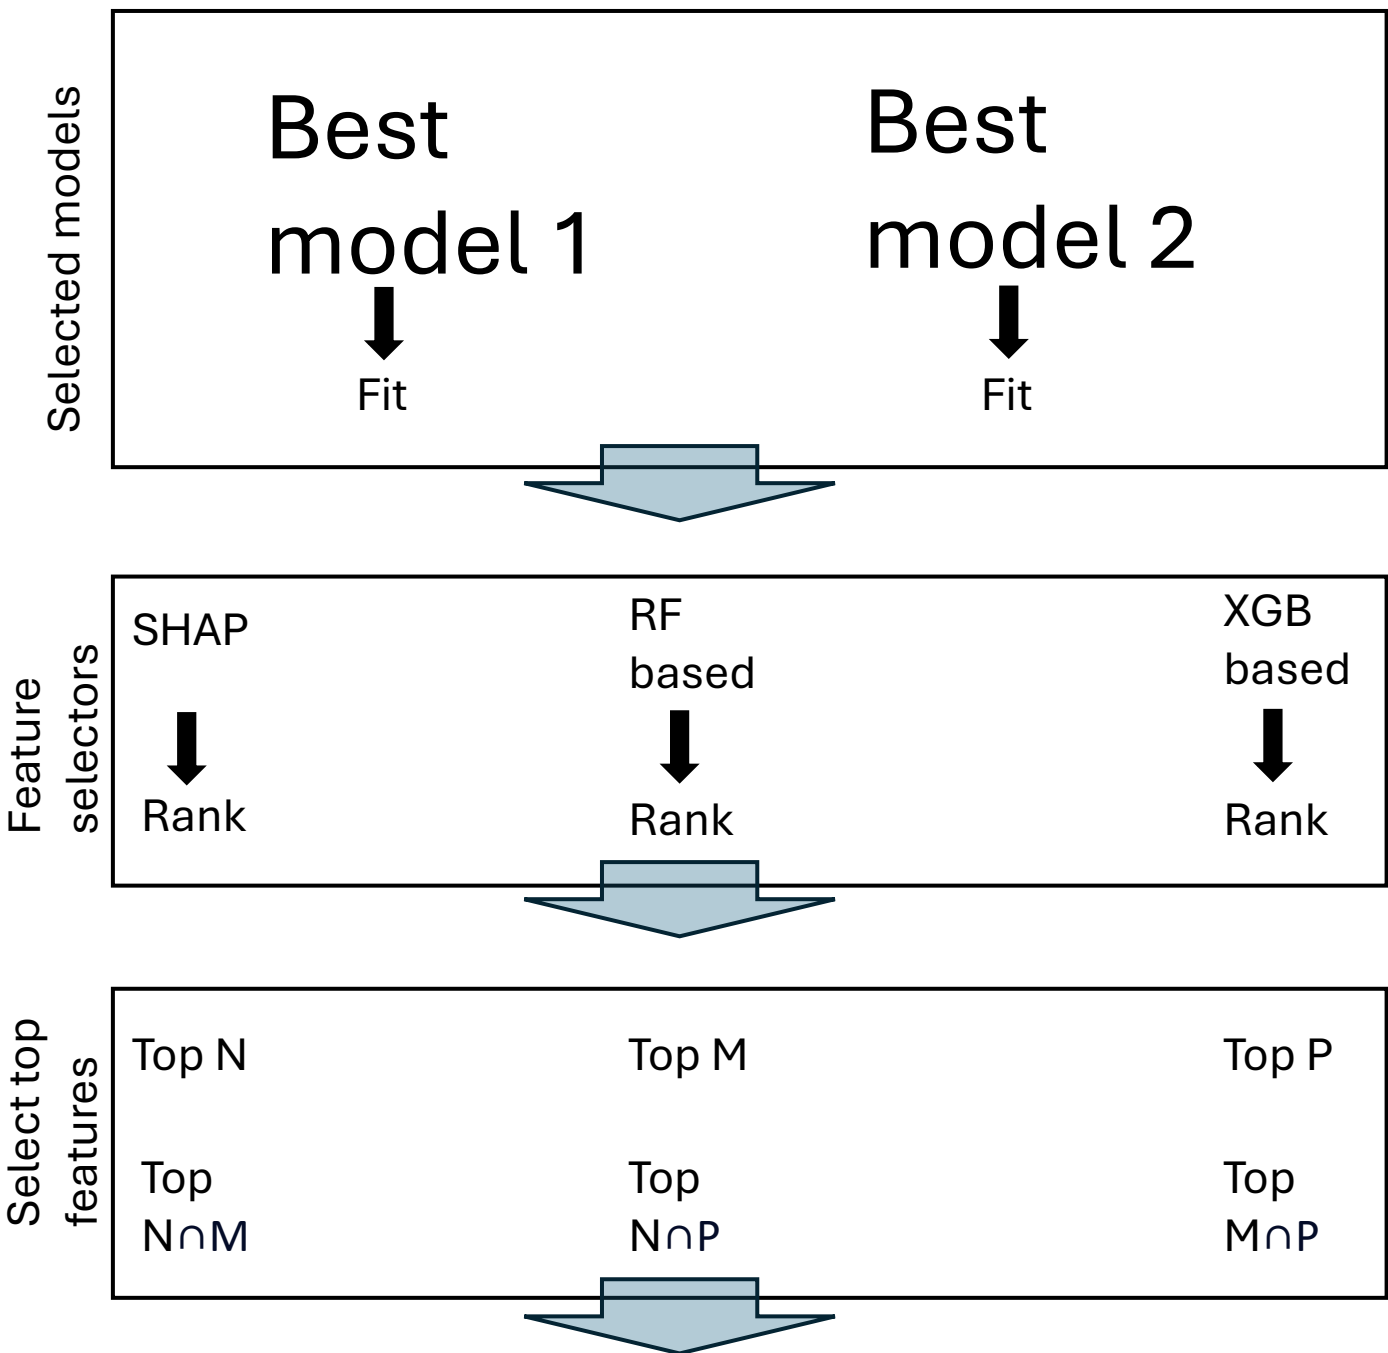 Selected models
Best
model 1
Fit
Best
model 2
Fit
Feature
selectors
SHAP
Rank
RF
based
Rank
XGB
based
Rank
Select top
features
Top N
Top M
Top P
Top
N∩M
Top
N∩P
Top
M∩P